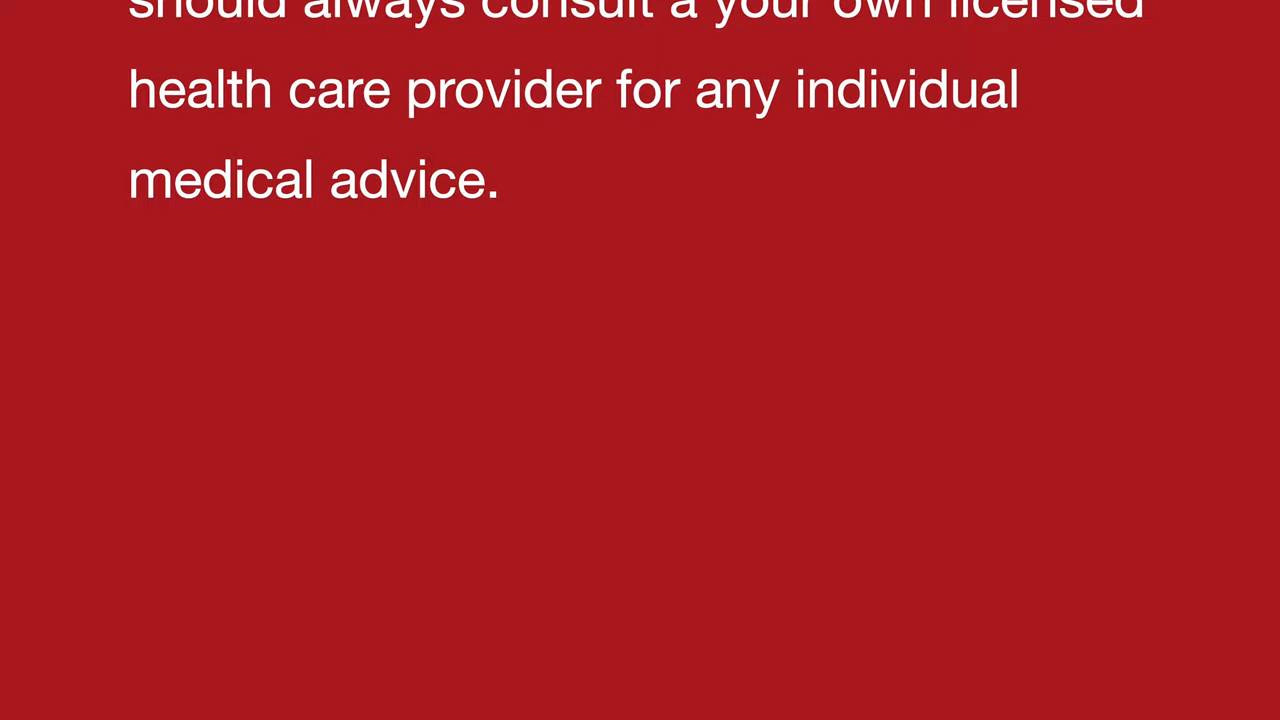 should always consult a your own licensed
health care provider for any individual
medical advice.